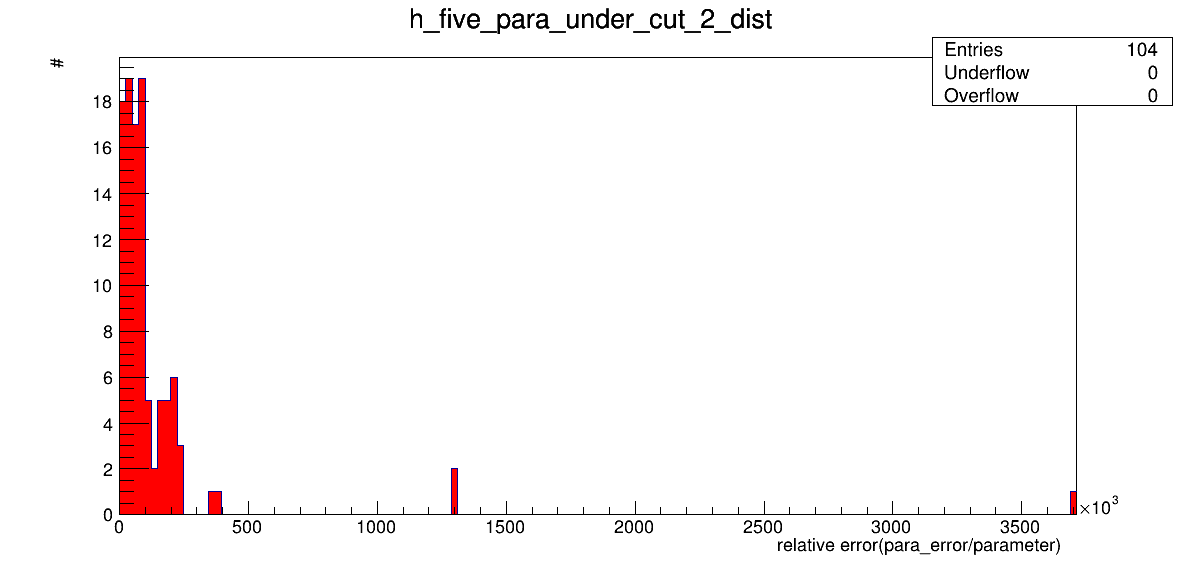 h_five_para_under_cut_2_dist
#
Entries 104
Underflow 0
Overflow 0
18
16
14
12
10
8
6
4
2
0
0 500 1000 1500 2000 2500 3000 3500 ×10³
relative error(para_error/parameter)